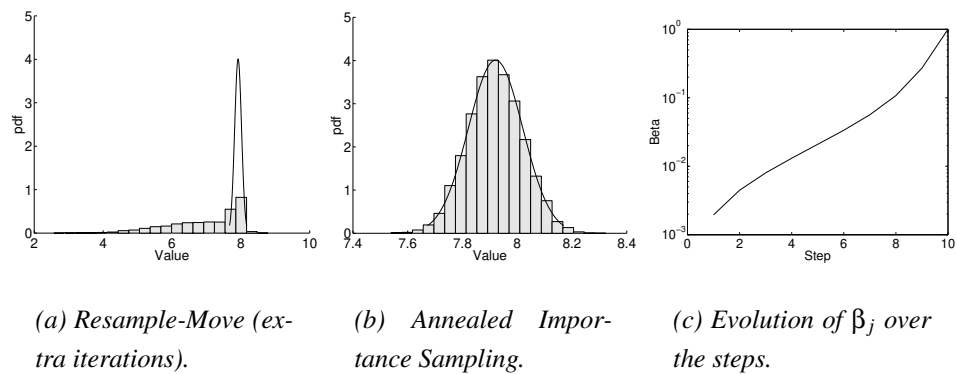 5
4
3
2
1
0
pdf
2
4
6
8
10
Value
5
4
3
2
1
0
pdf
7.4
7.6
7.8
8
8.2
8.4
Value
10^0
10^-1
10^-2
10^-3
Beta
0
2
4
6
8
10
Step
(a) Resample-Move (ex-
tra iterations).
(b) Annealed Impor-
tance Sampling.
(c) Evolution of β_j over
the steps.